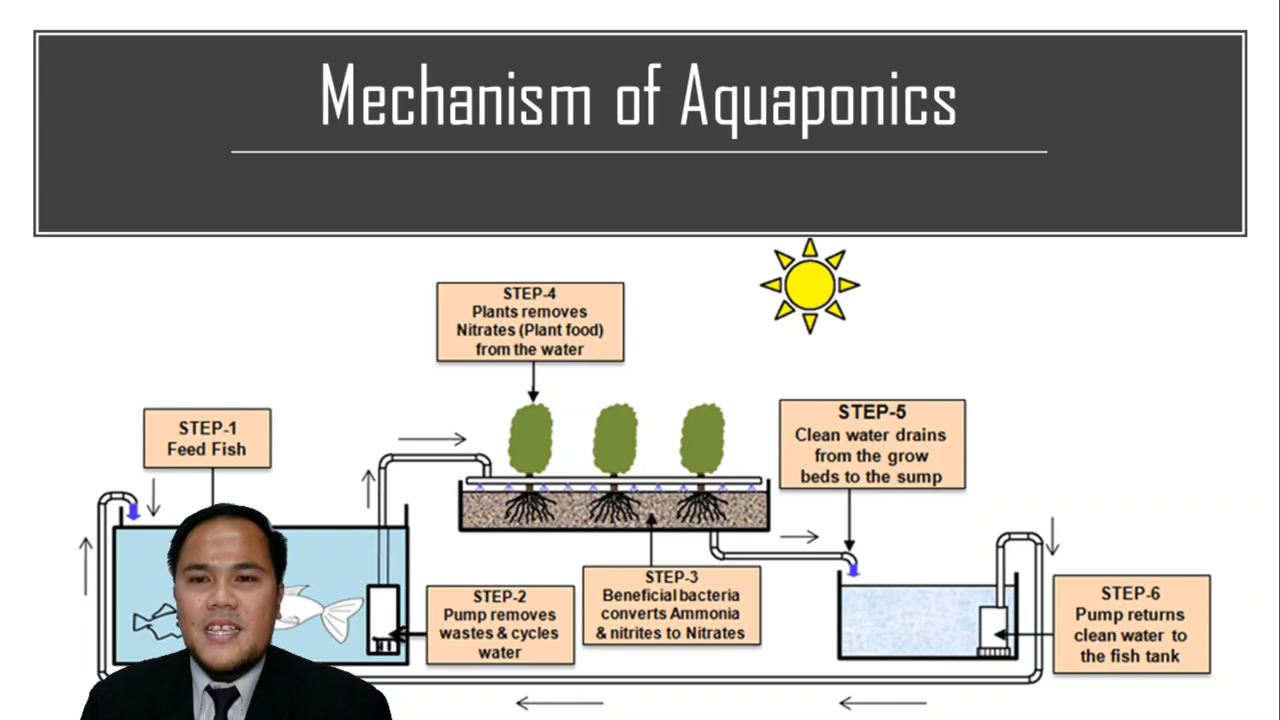 Mechanism of Aquaponics
STEP-1
Feed Fish
STEP-2
Pump removes
wastes & cycles
water
STEP-3
Beneficial bacteria
converts Ammonia
& nitrites to Nitrates
STEP-4
Plants removes
Nitrates (Plant food)
from the water
STEP-5
Clean water drains
from the grow
beds to the sump
STEP-6
Pump returns
clean water to
the fish tank